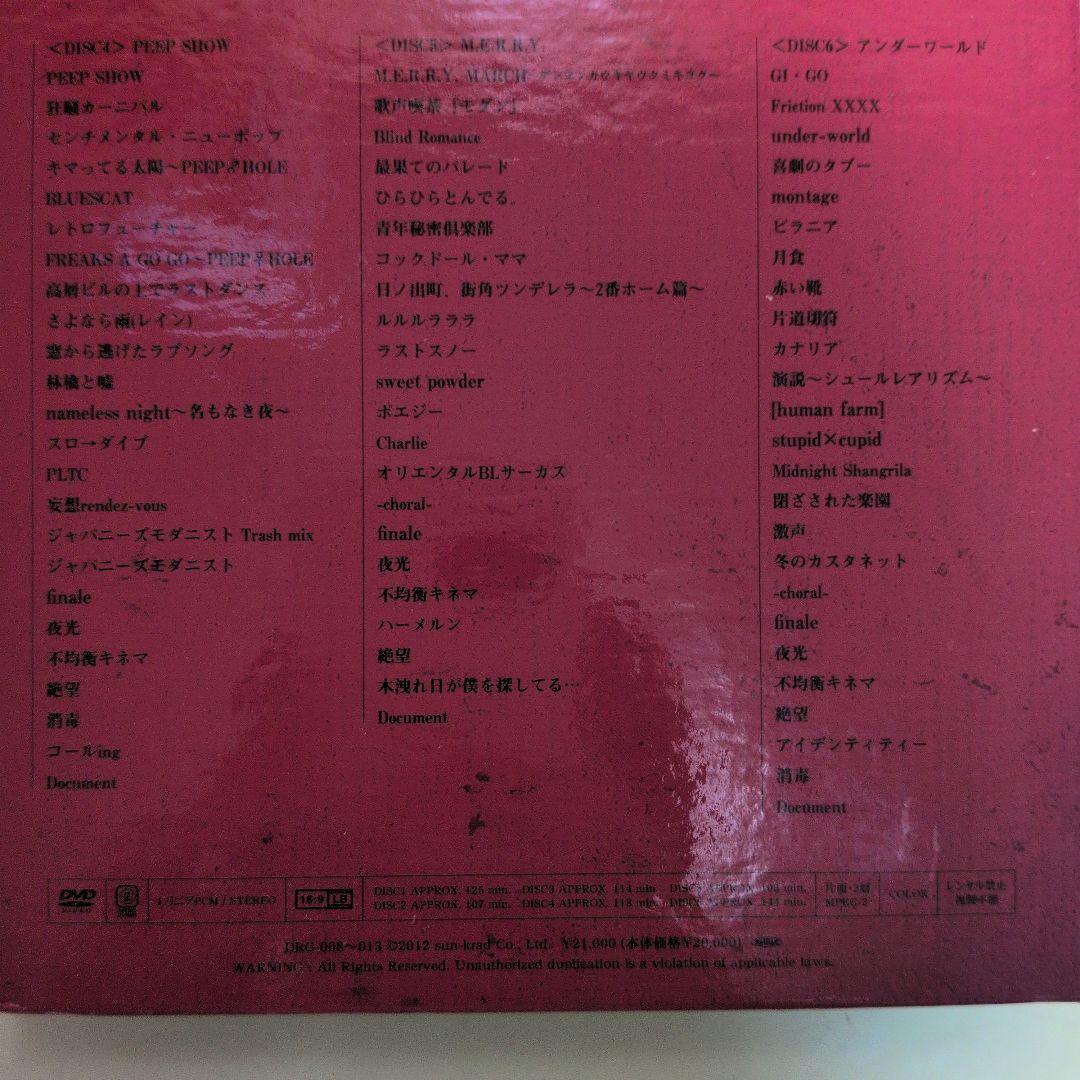 <DISC4> PEEP SHOW
PEEP SHOW
狂騒カーニバル
センチメンタル・ニューポップ
キマってる太陽～PEEP♂HOLE
BLUESCAT
レトロフューチャー
FREAKS A GO GO～PEEP♀HOLE
高層ビルの上でラストダンス
さよなら雨(レイン)
窓から逃げたラブソング
林檎と嘘
nameless night～名もなき夜～
スロ→ダイブ
PLTC
妄想rendez-vous
ジャパニーズモダニスト Trash mix
ジャパニーズモダニスト
finale
夜光
不均衡キネマ
絶望
消毒
コールing
Document
<DISC5> M.E.R.R.Y.
M.E.R.R.Y. MARCH
歌声喫茶『モダン』
Blind Romance
最果てのパレード
ひらひらとんでる。
青年秘密倶楽部
コックドール・ママ
日ノ出町、街角ツンデレラ～2番ホーム篇～
ルルルラララ
ラストスノー
sweet powder
ポエジー
Charlie
オリエンタルBLサーカス
-choral-
finale
夜光
不均衡キネマ
ハーメルン
絶望
木洩れ日が僕を探してる…
Document
<DISC6> アンダーワールド
GI・GO
Friction XXXX
under-world
喜劇のタブー
montage
ピラニア
月食
赤い靴
片道切符
カナリア
演説～シュールレアリズム～
[human farm]
stupid×cupid
Midnight Shangrila
閉ざされた楽園
激声
冬のカスタネット
-choral-
finale
夜光
不均衡キネマ
絶望
アイデンティティー
消毒
Document
DVD
VIDEO
2
リニアPCM / STEREO
16:9 LB
DISC1 APPROX. 125 min. DISC3 APPROX. 114 min. APPROX.
DISC2 APPROX. 107 min. DISC4 APPROX. 113 min. APPROX. 144 min.
片面・2層
MPEG-2
COLOR
レンタル禁止
複製不能
DRG-008～013 ©2012 sun-krad Co., Ltd. ¥21,000 (本体価格¥20,000)
WARNING: All Rights Reserved. Unauthorized duplication is a violation of applicable laws.